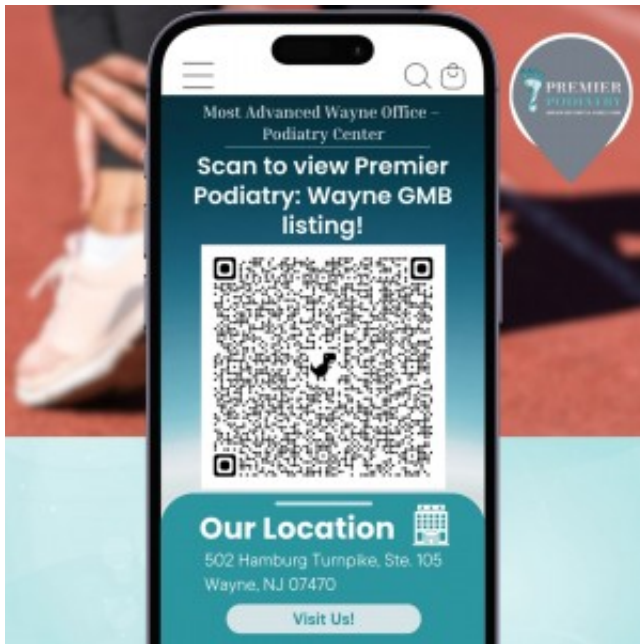 Most Advanced Wayne Office –
Podiatry Center
Scan to view Premier
Podiatry: Wayne GMB
listing!
PREMIER
PODIATRY
Our Location
502 Hamburg Turnpike, Ste. 105
Wayne, NJ 07470
Visit Us!